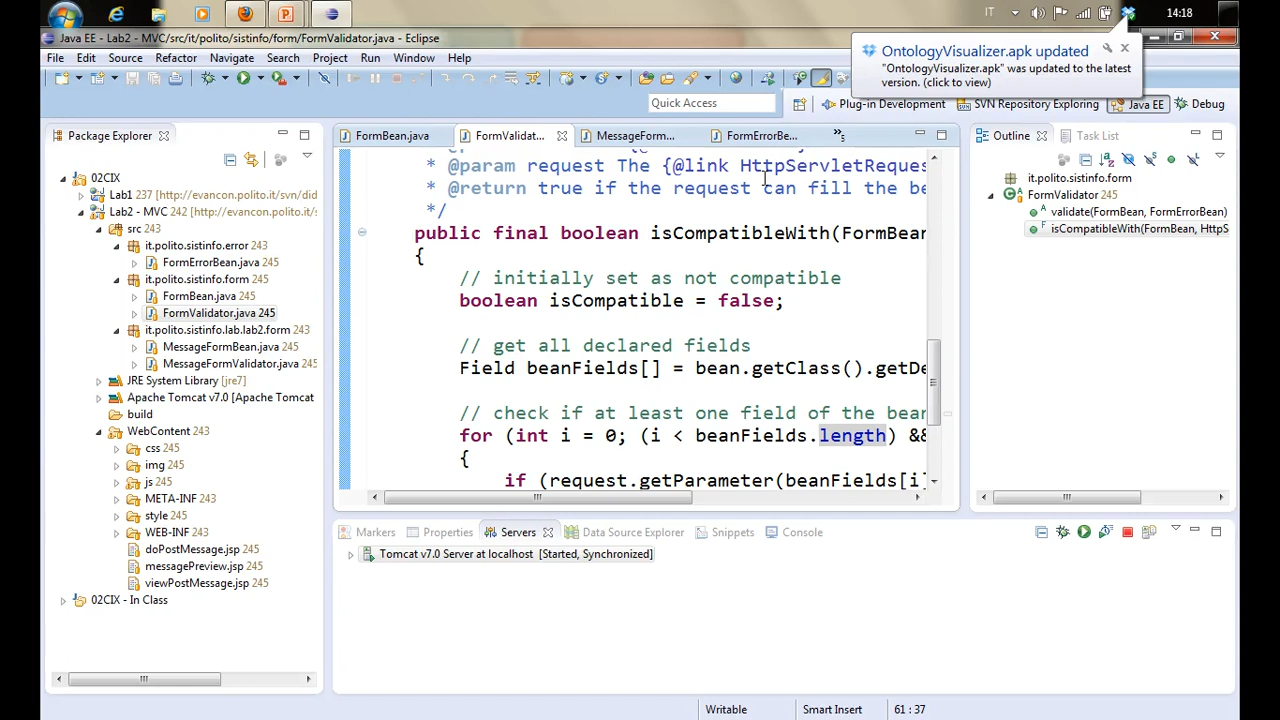 IT
14:18
Java EE - Lab2 - MVC/src/it/polito/sistinfo/form/FormValidator.java - Eclipse
OntologyVisualizer.apk updated
"OntologyVisualizer.apk" was updated to the latest
version. (click to view)
File Edit Source Refactor Navigate Search Project Run Window Help
Quick Access
Plug-in Development SVN Repository Exploring Java EE Debug
Package Explorer
02CIX
Lab1 237 [http://evancon.polito.it/svn/did
Lab2 - MVC 242 [http://evancon.polito.it/s
src 243
it.polito.sistinfo.error 243
FormErrorBean.java 245
it.polito.sistinfo.form 243
FormBean.java 245
FormValidator.java 245
it.polito.sistinfo.lab.lab2.form 243
MessageFormBean.java 245
MessageFormValidator.java 245
JRE System Library [jre7]
Apache Tomcat v7.0 [Apache Tomcat
build
WebContent 243
css 245
img 245
js 245
META-INF 243
style 245
WEB-INF 243
doPostMessage.jsp 245
messagePreview.jsp 245
viewPostMessage.jsp 245
02CIX - In Class
FormBean.java FormValidat... MessageForm... FormErrorBe... »5
* @param request The {@link HttpServletReques
* @return true if the request can fill the be
*/
public final boolean isCompatibleWith(FormBean
{
// initially set as not compatible
boolean isCompatible = false;
// get all declared fields
Field beanFields[] = bean.getClass().getDe
// check if at least one field of the bean
for (int i = 0; (i < beanFields.length) &&
{
if (request.getParameter(beanFields[i]
Outline Task List
it.polito.sistinfo.form
FormValidator
validate(FormBean, FormErrorBean)
isCompatibleWith(FormBean, HttpS
Markers Properties Servers Data Source Explorer Snippets Console
Tomcat v7.0 Server at localhost [Started, Synchronized]
Writable Smart Insert 61 : 37